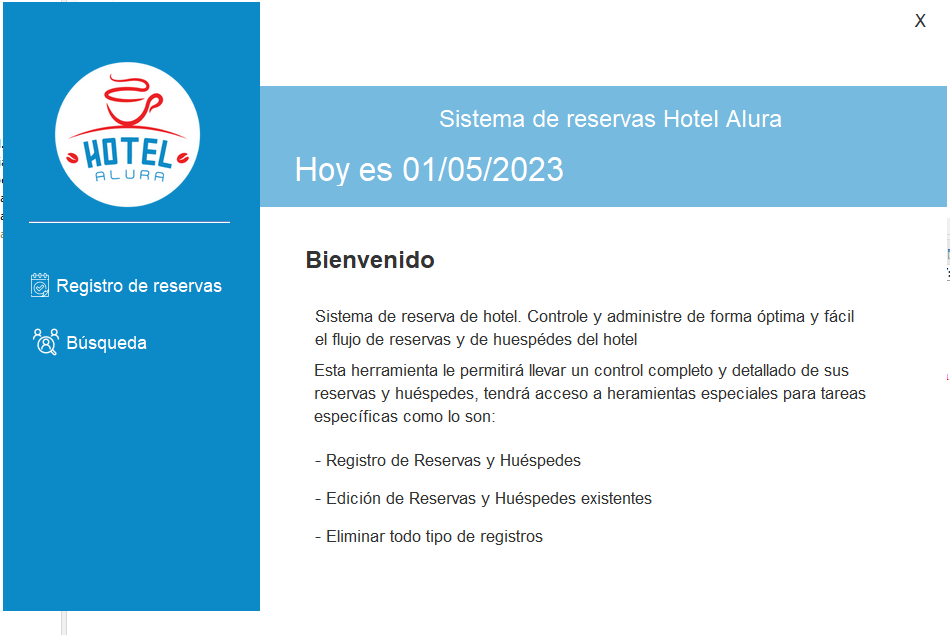 X
HOTEL
ALURA
Sistema de reservas Hotel Alura
Hoy es 01/05/2023
Registro de reservas
Búsqueda
Bienvenido
Sistema de reserva de hotel. Controle y administre de forma óptima y fácil
el flujo de reservas y de huespédes del hotel
Esta herramienta le permitirá llevar un control completo y detallado de sus
reservas y huéspedes, tendrá acceso a heramientas especiales para tareas
específicas como lo son:
- Registro de Reservas y Huéspedes
- Edición de Reservas y Huéspedes existentes
- Eliminar todo tipo de registros